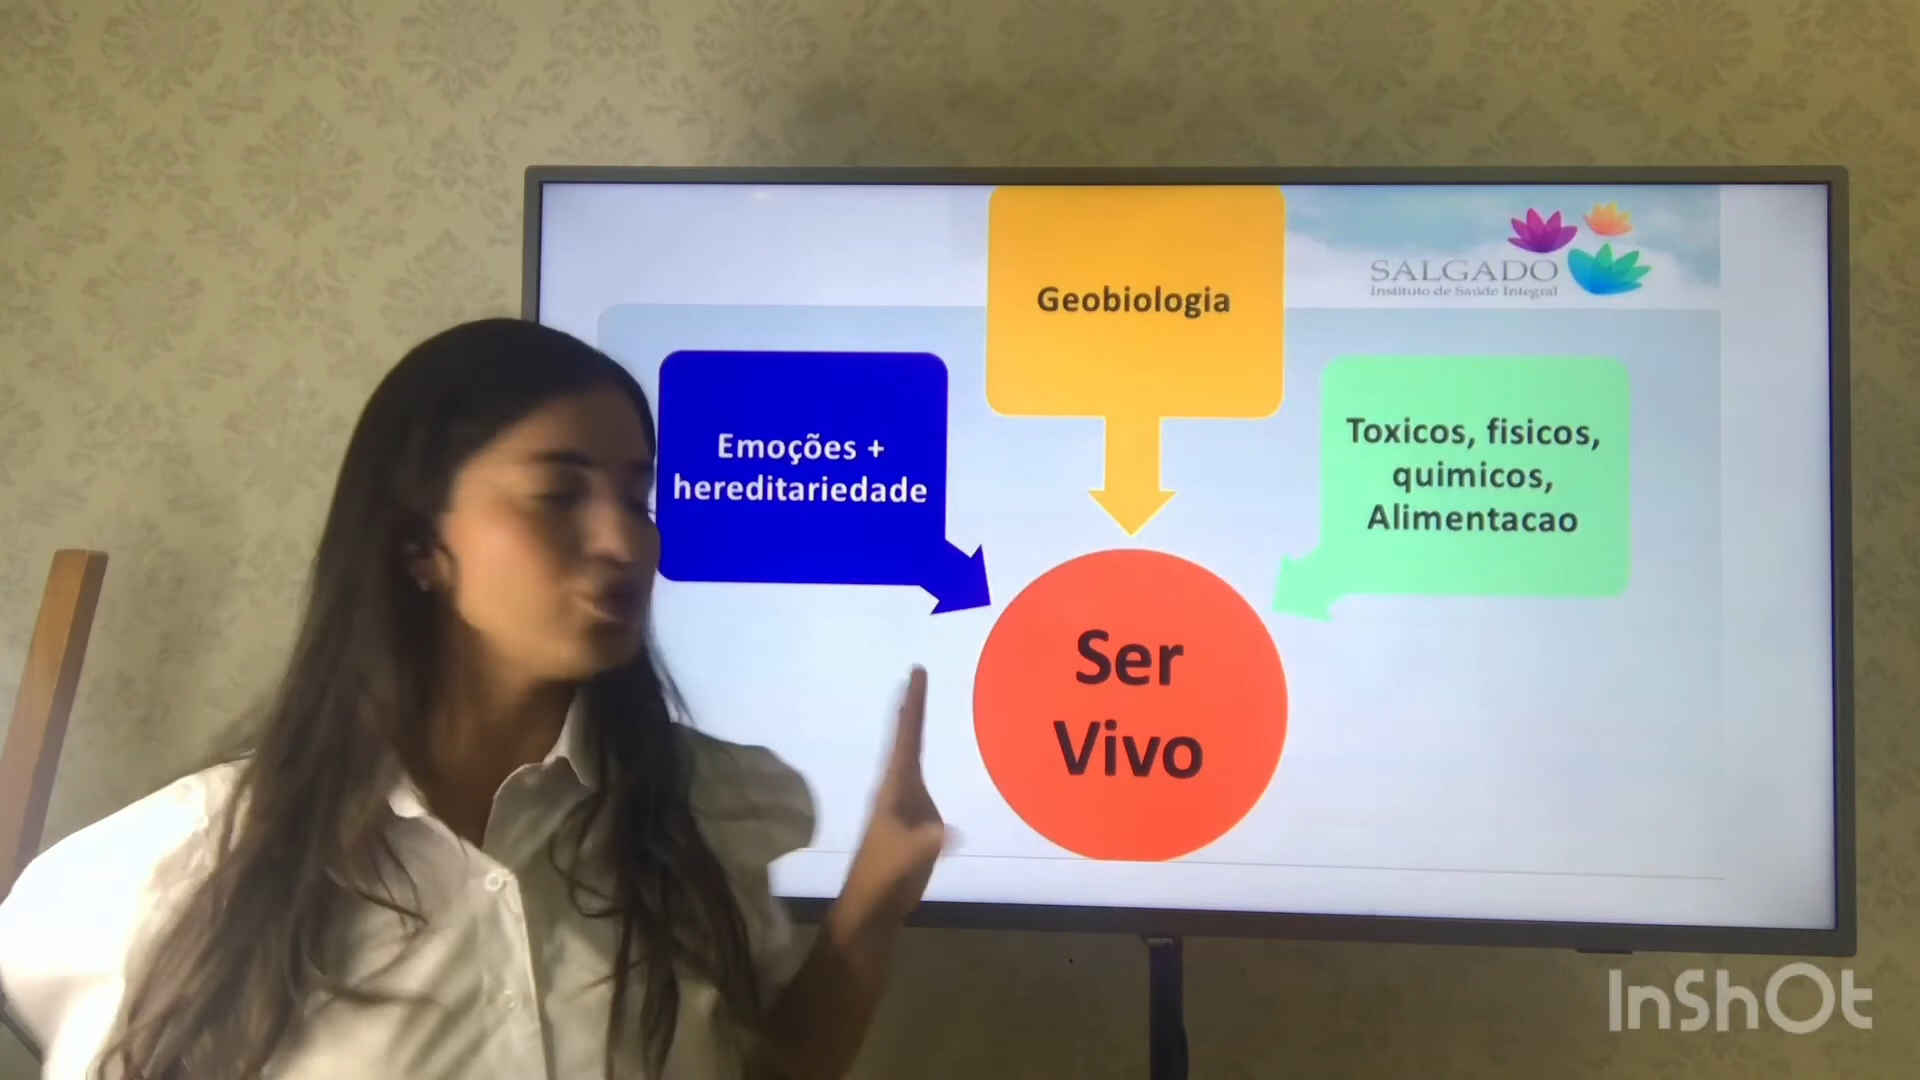 Geobiologia
SALGADO
Instituto de Saúde Integral
Emoções +
hereditariedade
Toxicos, fisicos,
quimicos,
Alimentacao
Ser
Vivo
InShOt